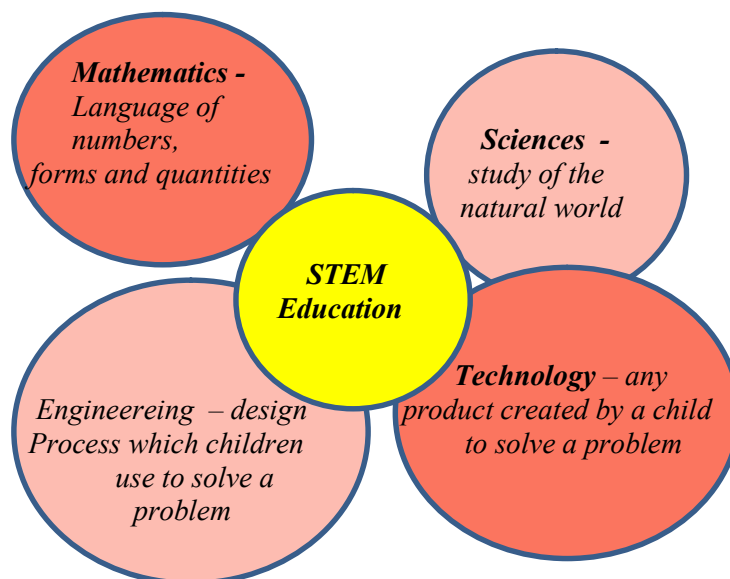 Mathematics -
Language of
numbers,
forms and quantities
Sciences -
study of the
natural world
STEM
Education
Engineereing – design
Process which children
use to solve a
problem
Technology – any
product created by a child
to solve a problem